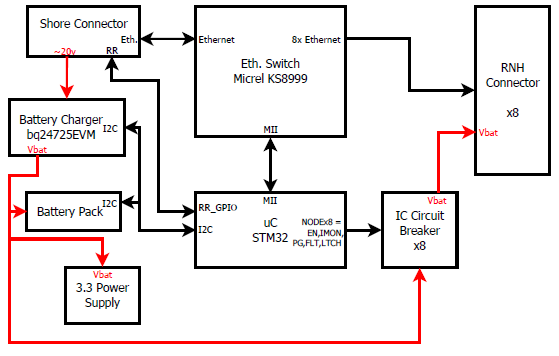 Shore Connector
Eth.
~20v
RR
Ethernet
8x Ethernet
Eth. Switch
Micrel KS8999
MII
RNH
Connector
x8
Vbat
Battery Charger
bq24725EVM
I2C
Vbat
I2C
Battery Pack
MII
RR_GPIO
uC
STM32
I2C
NODEx8 =
EN,IMON,
PG,FLT,LTCH
Vbat
IC Circuit
Breaker
x8
Vbat
3.3 Power
Supply